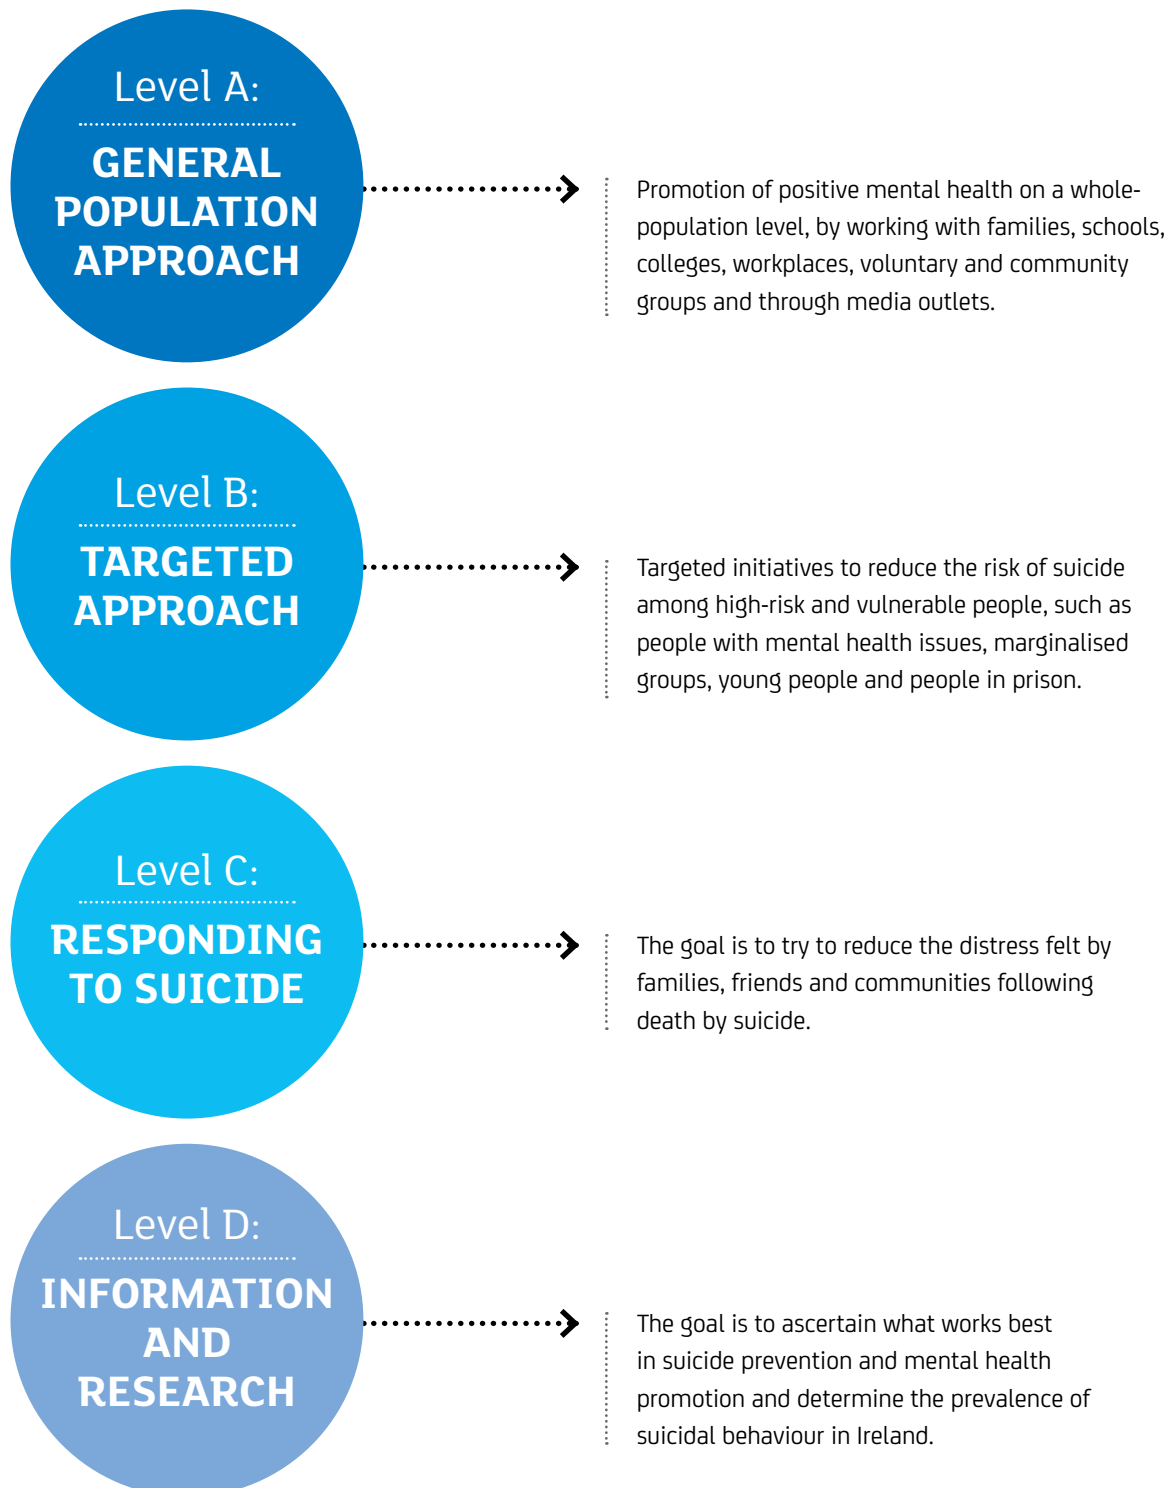 Level A:
GENERAL
POPULATION
APPROACH
Promotion of positive mental health on a whole-
population level, by working with families, schools,
colleges, workplaces, voluntary and community
groups and through media outlets.
Level B:
TARGETED
APPROACH
Targeted initiatives to reduce the risk of suicide
among high-risk and vulnerable people, such as
people with mental health issues, marginalised
groups, young people and people in prison.
Level C:
RESPONDING
TO SUICIDE
The goal is to try to reduce the distress felt by
families, friends and communities following
death by suicide.
Level D:
INFORMATION
AND
RESEARCH
The goal is to ascertain what works best
in suicide prevention and mental health
promotion and determine the prevalence of
suicidal behaviour in Ireland.